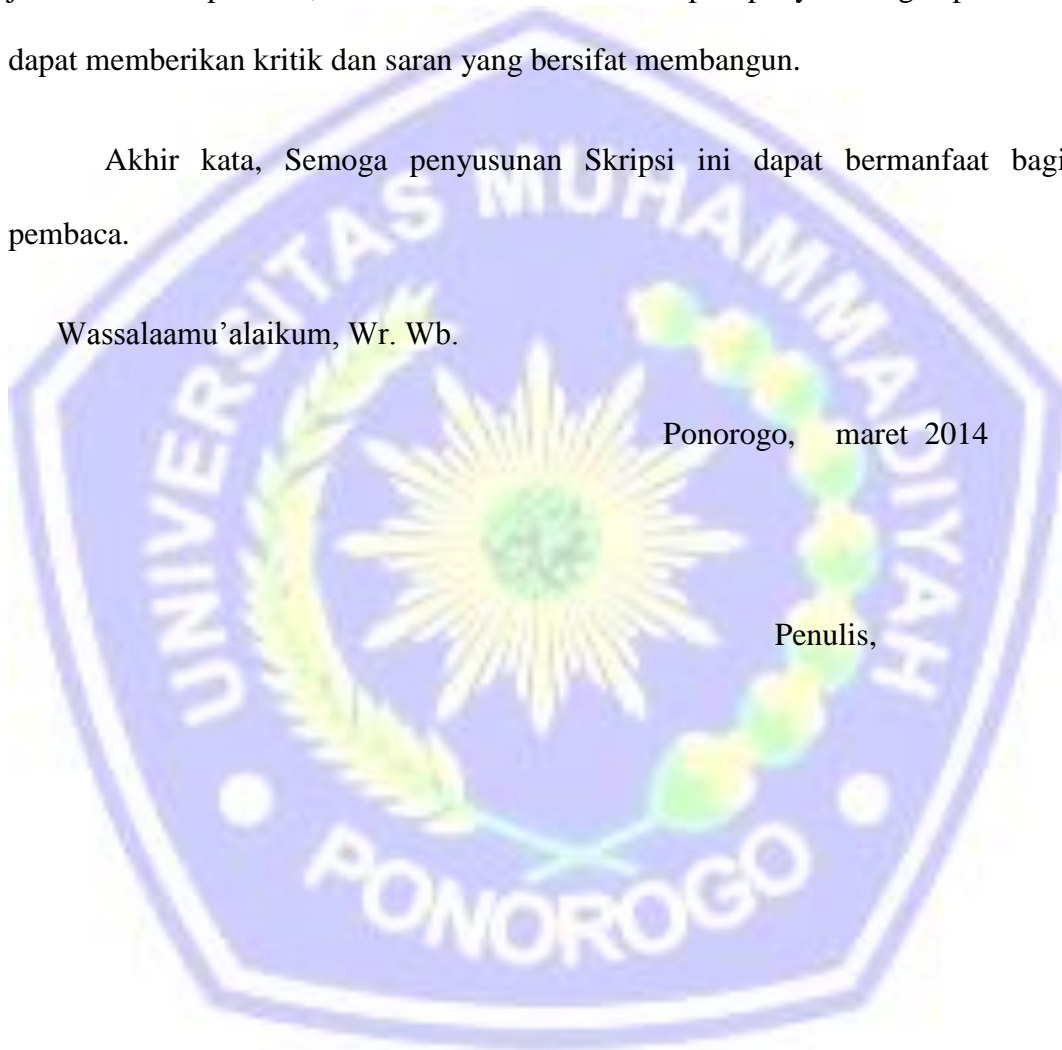 dapat memberikan kritik dan saran yang bersifat membangun.
Akhir kata, Semoga penyusunan Skripsi ini dapat bermanfaat bagi
pembaca.
Wassalaamu’alaikum, Wr. Wb.
Ponorogo, maret 2014
Penulis,
UNIVERSITAS MUHAMMADIYAH
PONOROGO